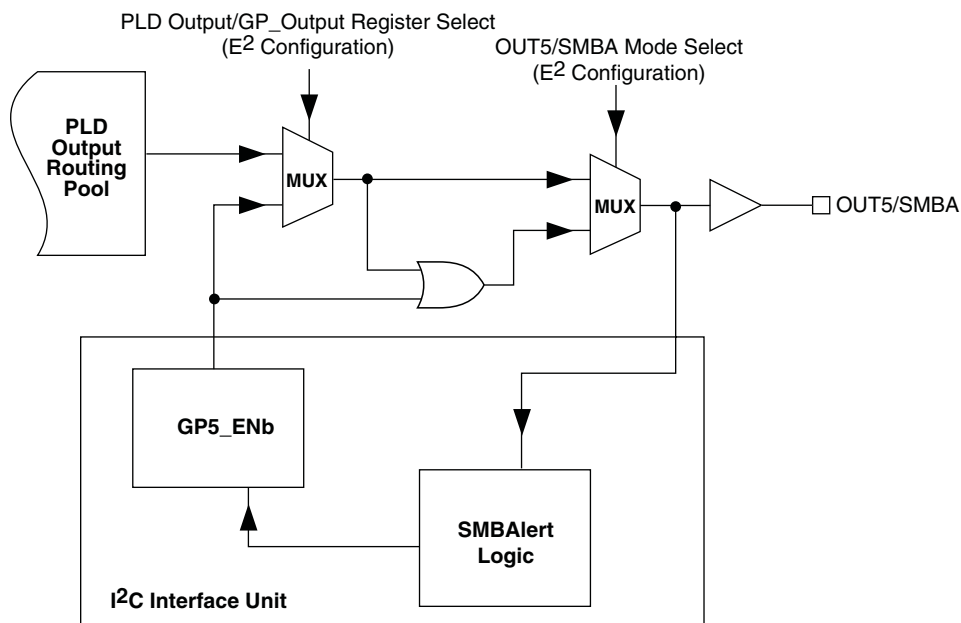 PLD Output/GP_Output Register Select
(E2 Configuration)
OUT5/SMBA Mode Select
(E2 Configuration)
PLD
Output
Routing
Pool
MUX
MUX
OUT5/SMBA
GP5_ENb
SMBAlert
Logic
I2C Interface Unit